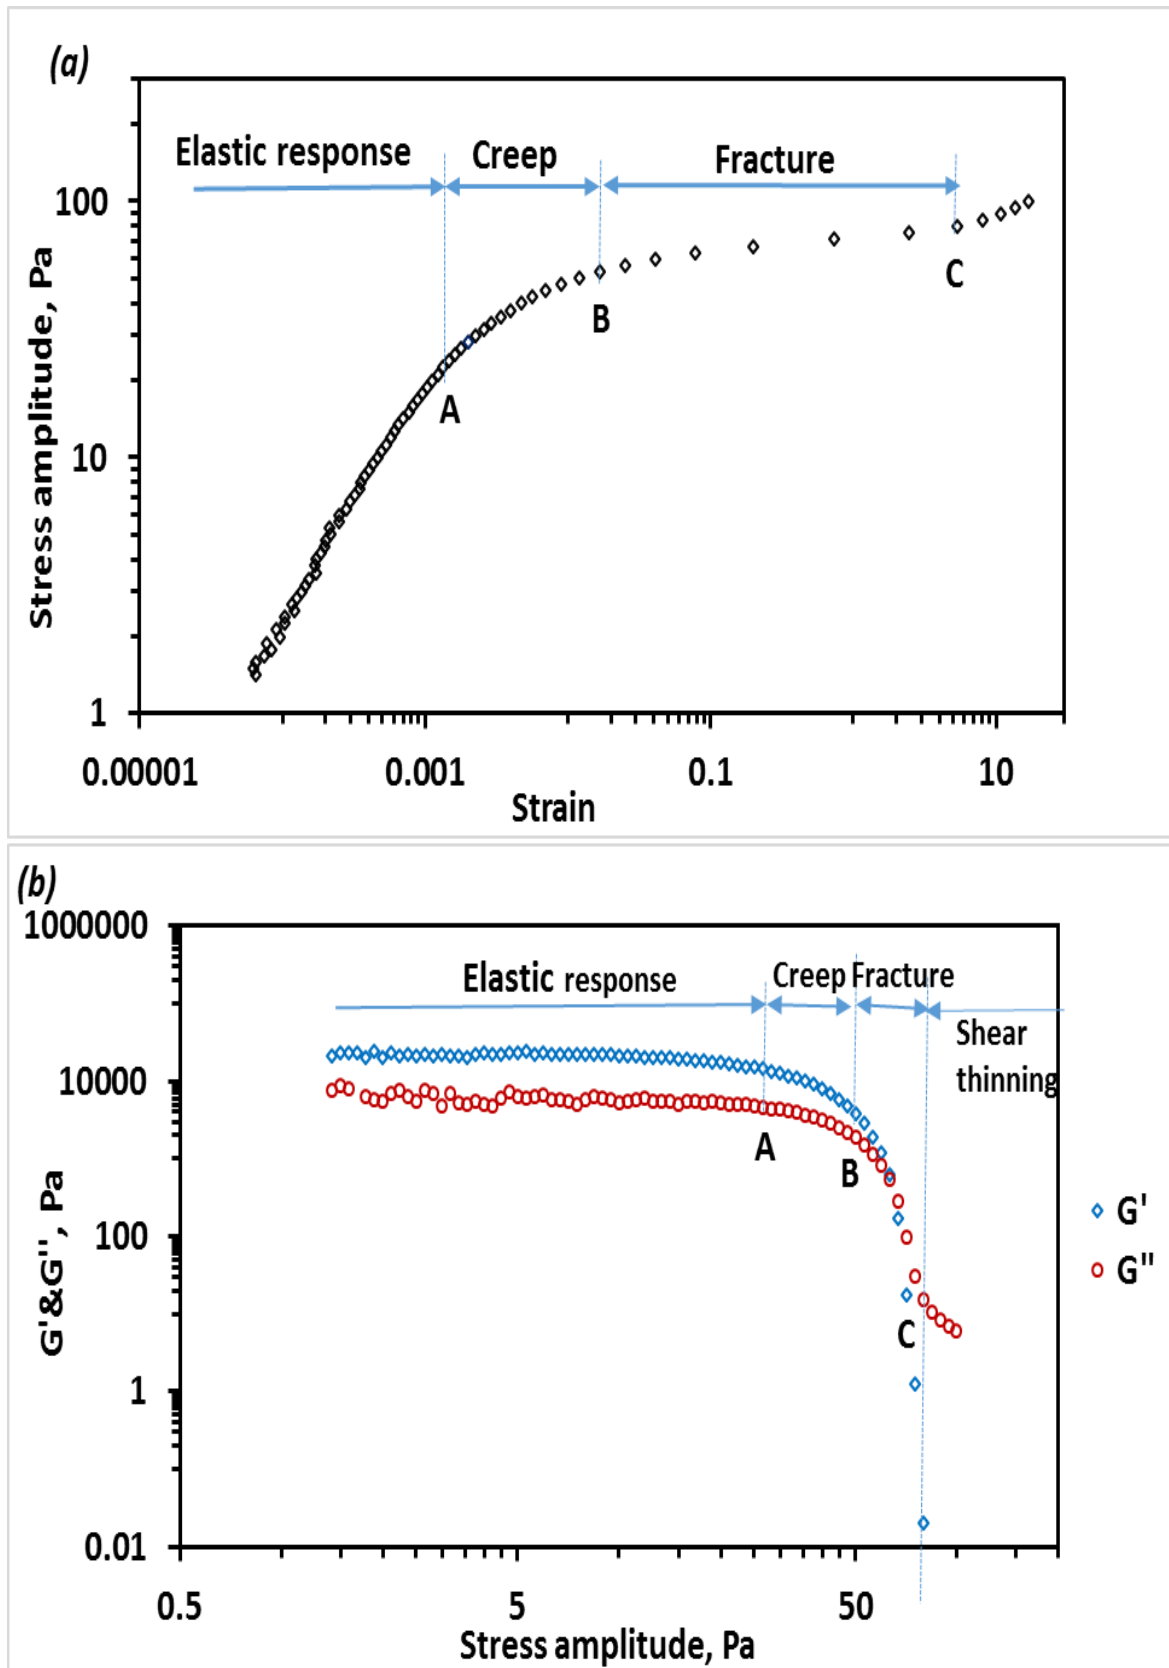 (a)
Elastic response Creep Fracture
100
10
1
Stress amplitude, Pa
A
B
C
0.00001 0.001 0.1 10
Strain
(b)
1000000
10000
100
1
0.01
G'&G'', Pa
Elastic response Creep Fracture
Shear
thinning
A
B
C
G'
G''
0.5 5 50
Stress amplitude, Pa